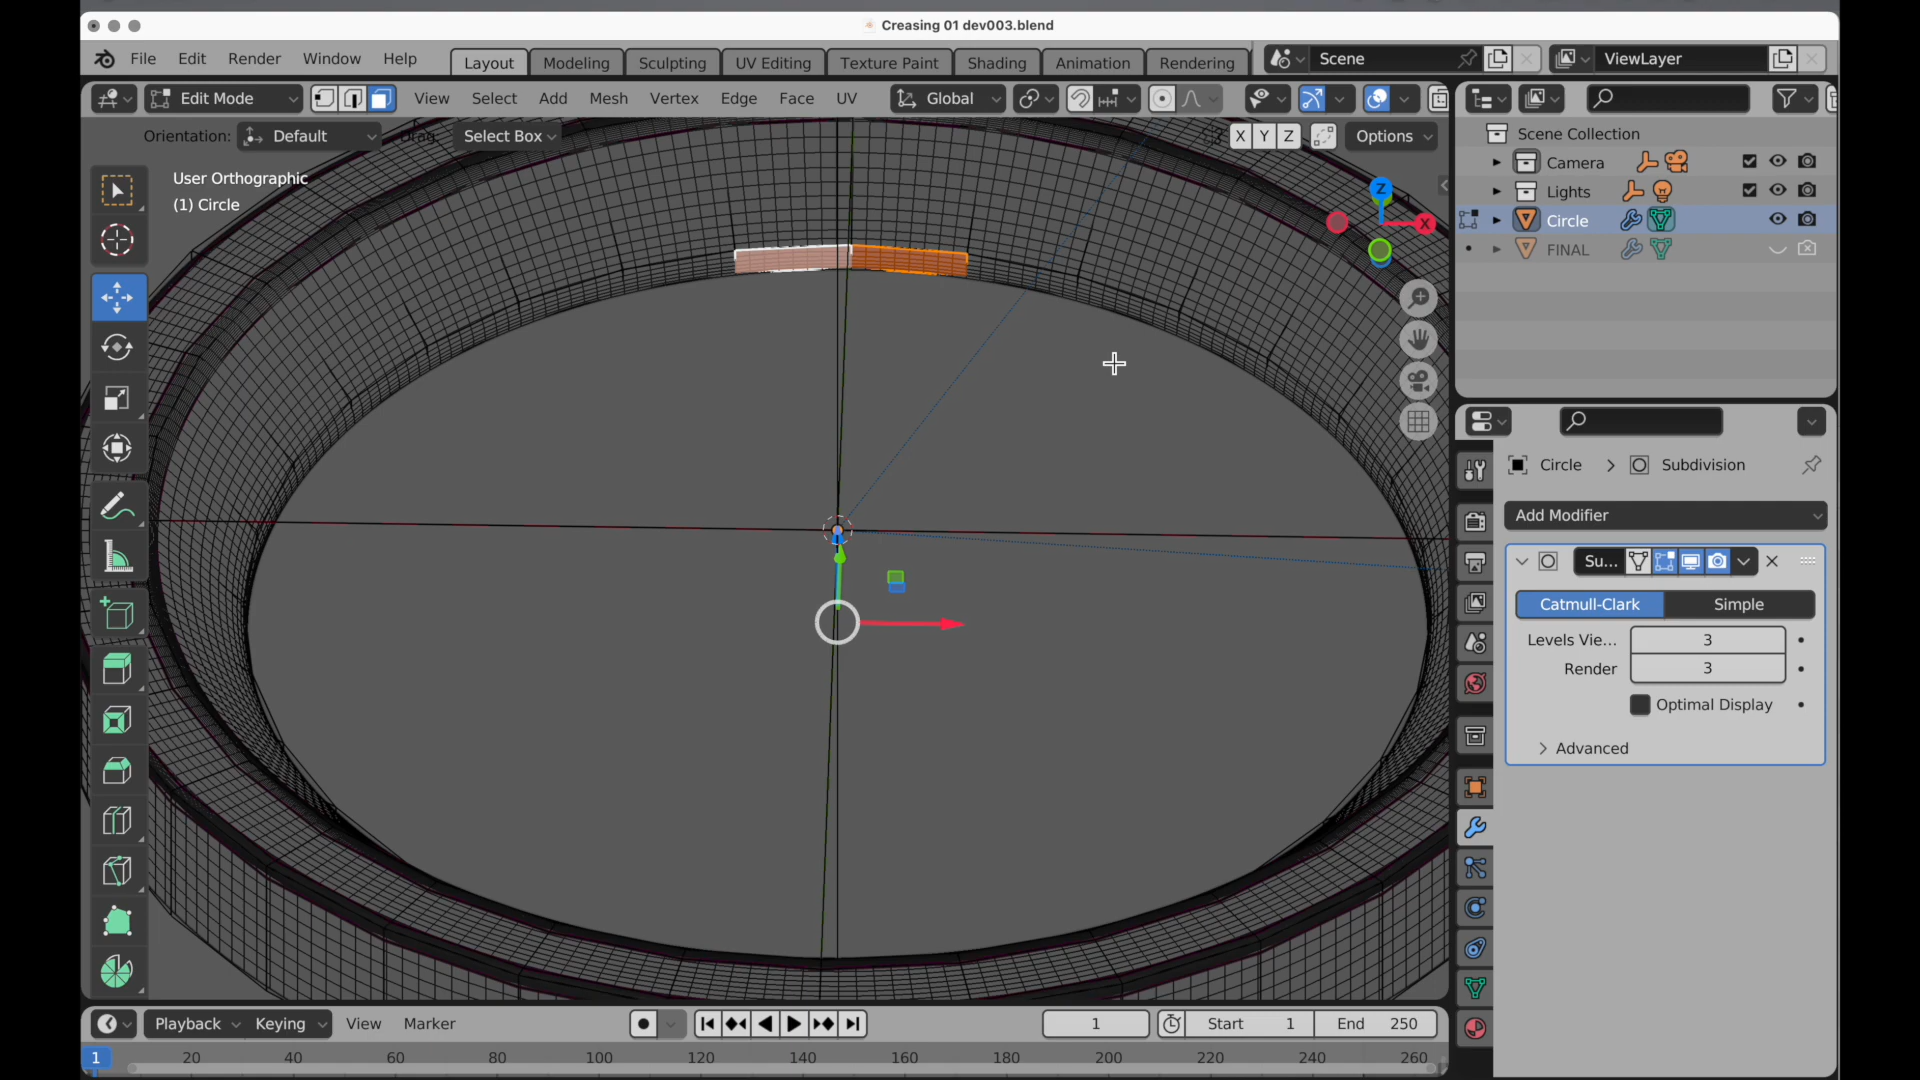 Creasing 01 dev003.blend
File Edit Render Window Help Layout Modeling Sculpting UV Editing Texture Paint Shading Animation Rendering Scene ViewLayer
Edit Mode View Select Add Mesh Vertex Edge Face UV Global
Orientation: Default Drag: Select Box X Y Z Options
User Orthographic
(1) Circle
Z
X
Scene Collection
Camera
Lights
Circle
FINAL
Circle > Subdivision
Add Modifier
Su...
Catmull-Clark Simple
Levels Vie... 3
Render 3
Optimal Display
Advanced
Playback Keying View Marker 1 Start 1 End 250
1 20 40 60 80 100 120 140 160 180 200 220 240 260